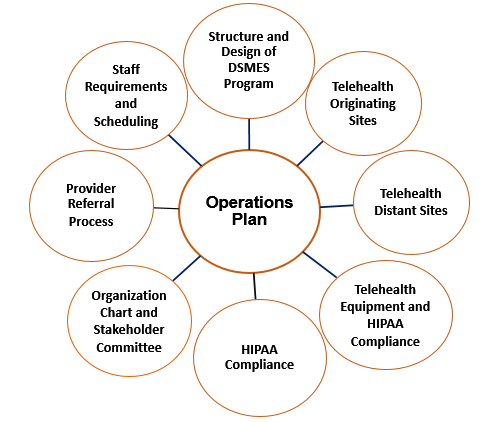 Structure and
Design of
DSMES
Program
Telehealth
Originating
Sites
Telehealth
Distant Sites
Telehealth
Equipment and
HIPAA
Compliance
HIPAA
Compliance
Organization
Chart and
Stakeholder
Committee
Provider
Referral
Process
Staff
Requirements
and
Scheduling
Operations
Plan